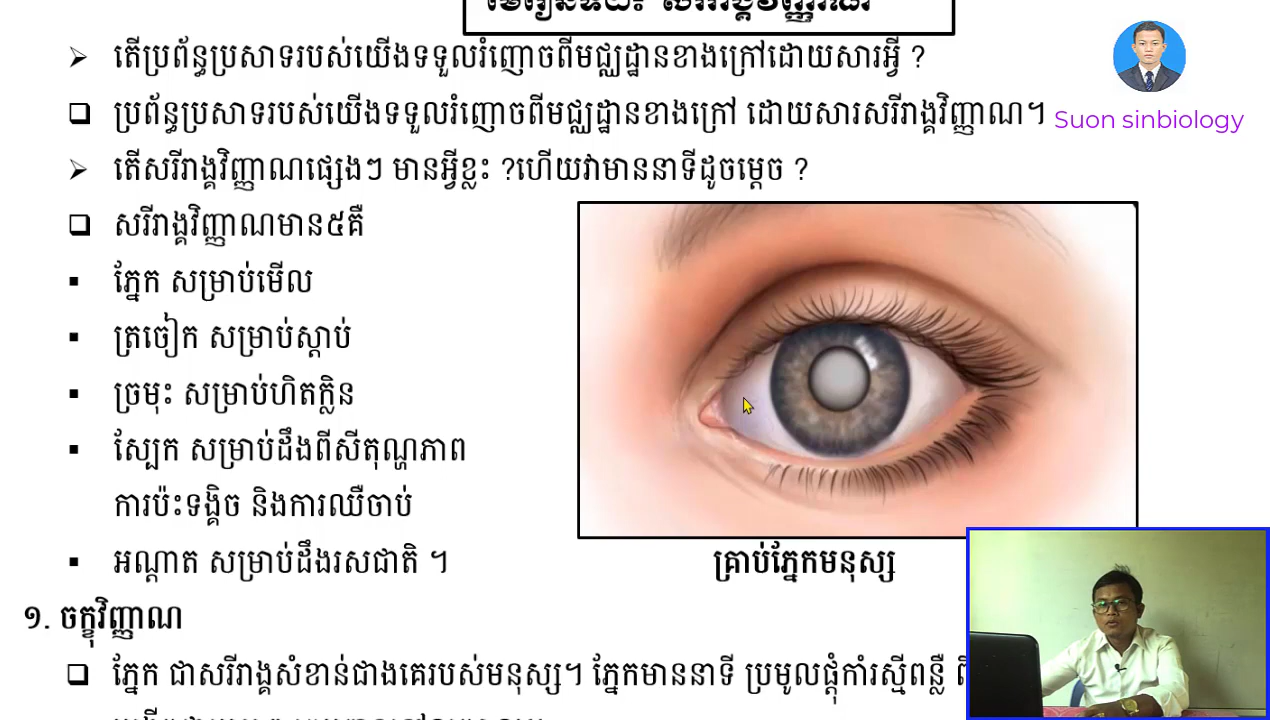 ➢ តើប្រព័ន្ធប្រសាទរបស់យើងទទួលរំញោចពីមជ្ឈដ្ឋានខាងក្រៅដោយសារអ្វី ?
❑ ប្រព័ន្ធប្រសាទរបស់យើងទទួលរំញោចពីមជ្ឈដ្ឋានខាងក្រៅ ដោយសារសរីរាង្គវិញ្ញាណ។
Suon sinbiology
➢ តើសរីរាង្គវិញ្ញាណផ្សេងៗ មានអ្វីខ្លះ ?ហើយវាមាននាទីដូចម្ដេច ?
❑ សរីរាង្គវិញ្ញាណមាន៥គឺ
▪ ភ្នែក សម្រាប់មើល
▪ ត្រចៀក សម្រាប់ស្ដាប់
▪ ច្រមុះ សម្រាប់ហិតក្លិន
▪ ស្បែក សម្រាប់ដឹងពីសីតុណ្ហភាព
ការប៉ះទង្គិច និងការឈឺចាប់
▪ អណ្ដាត សម្រាប់ដឹងរសជាតិ ។
គ្រាប់ភ្នែកមនុស្ស
១. ចក្ខុវិញ្ញាណ
❑ ភ្នែក ជាសរីរាង្គសំខាន់ជាងគេរបស់មនុស្ស។ ភ្នែកមាននាទី ប្រមូលផ្តុំកាំរស្មីពន្លឺ